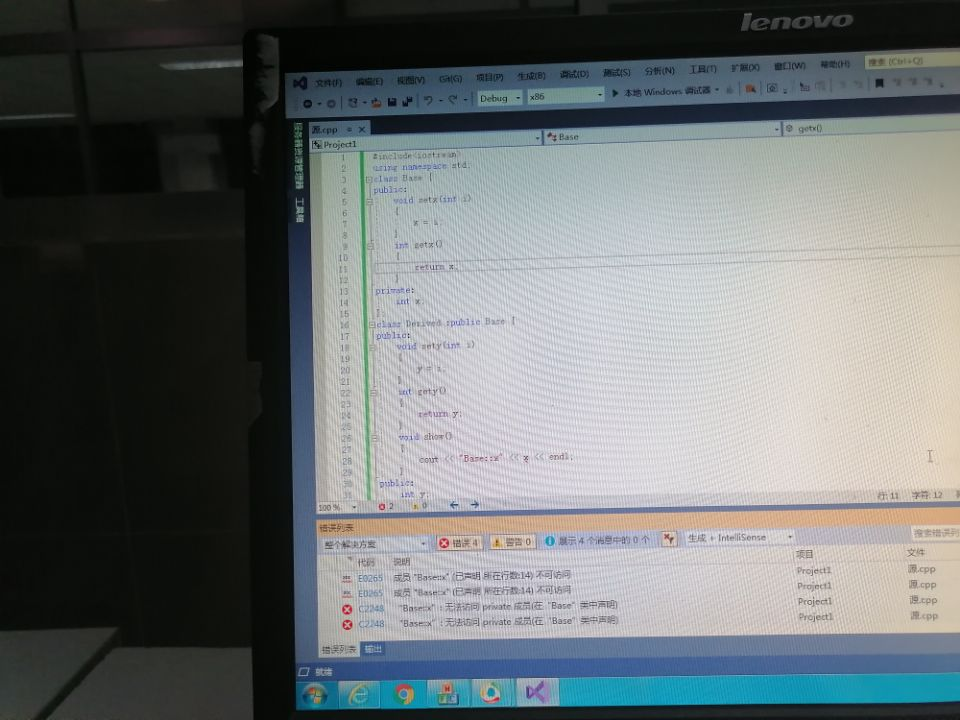 lenovo
文件(F) 编辑(E) 视图(V) Git(G) 项目(P) 生成(B) 调试(D) 测试(S) 分析(N) 工具(T) 扩展(X) 窗口(W) 帮助(H) 搜索 (Ctrl+Q)
Debug x86 本地 Windows 调试器
服务器资源管理器 工具箱
源.cpp
Project1 Base getx()
1 #include<iostream>
2 using namespace std;
3 class Base {
4 public:
5 void setx(int i)
6 {
7 x = i;
8 }
9 int getx()
10 {
11 return x;
12 }
13 private:
14 int x;
15 };
16 class Derived :public Base {
17 public:
18 void sety(int i)
19 {
20 y = i;
21 }
22 int gety()
23 {
24 return y;
25 }
26 void show()
27 {
28 cout << "Base::x" << x << endl;
29 }
30 public:
31 int y;
100 % 2 0 行: 11 字符: 12
错误列表
整个解决方案 错误 4 警告 0 展示 4 个消息中的 0 个 生成 + IntelliSense 搜索错误列
代码 说明 项目 文件
E0265 成员 "Base::x" (已声明 所在行数:14) 不可访问 Project1 源.cpp
E0265 成员 "Base::x" (已声明 所在行数:14) 不可访问 Project1 源.cpp
C2248 "Base::x": 无法访问 private 成员(在 "Base" 类中声明) Project1 源.cpp
C2248 "Base::x": 无法访问 private 成员(在 "Base" 类中声明) Project1 源.cpp
错误列表 输出
就绪